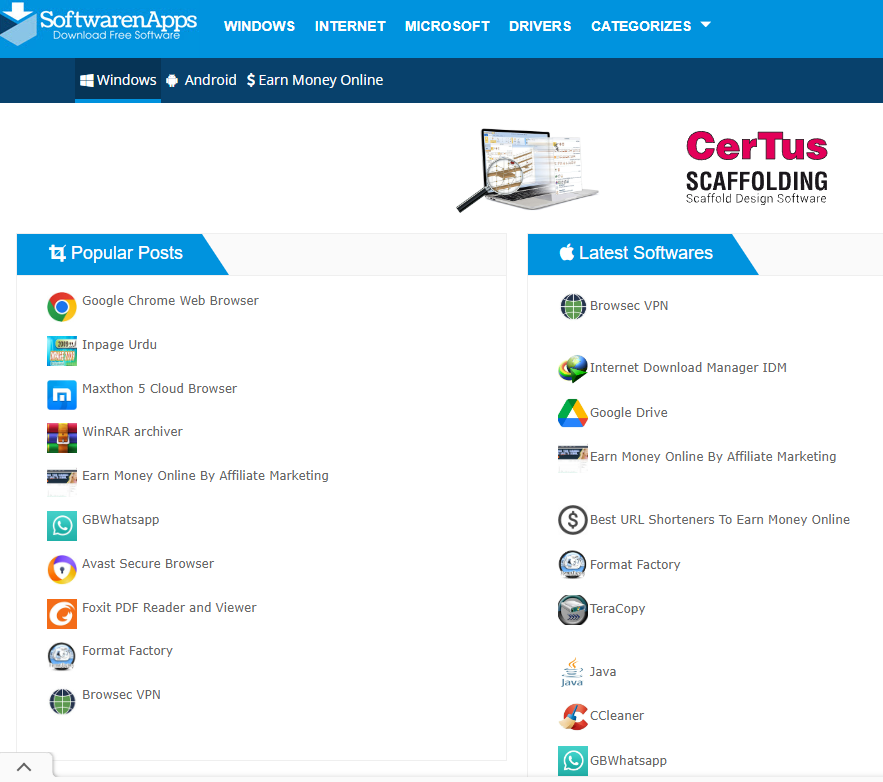 SoftwarenApps
Download Free Software
WINDOWS INTERNET MICROSOFT DRIVERS CATEGORIZES
Windows Android $ Earn Money Online
CerTus
SCAFFOLDING
Scaffold Design Software
Popular Posts
Google Chrome Web Browser
Inpage Urdu
Maxthon 5 Cloud Browser
WinRAR archiver
Earn Money Online By Affiliate Marketing
GBWhatsapp
Avast Secure Browser
Foxit PDF Reader and Viewer
Format Factory
Browsec VPN
Latest Softwares
Browsec VPN
Internet Download Manager IDM
Google Drive
Earn Money Online By Affiliate Marketing
Best URL Shorteners To Earn Money Online
Format Factory
TeraCopy
Java
Java
CCleaner
GBWhatsapp